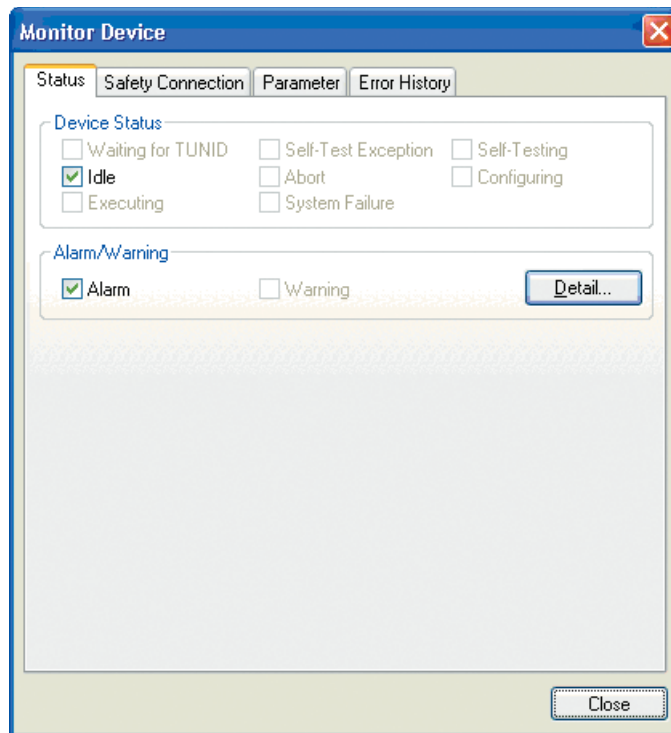 Monitor Device
Status Safety Connection Parameter Error History
Device Status
Waiting for TUNID Self-Test Exception Self-Testing
Idle Abort Configuring
Executing System Failure
Alarm/Warning
Alarm Warning Detail...
Close